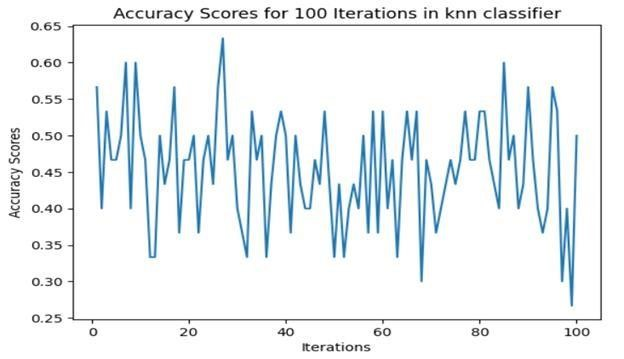 Accuracy Scores for 100 Iterations in knn classifier
0.65
0.60
0.55
0.50
0.45
0.40
0.35
0.30
0.25
Accuracy Scores
0 20 40 60 80 100
Iterations